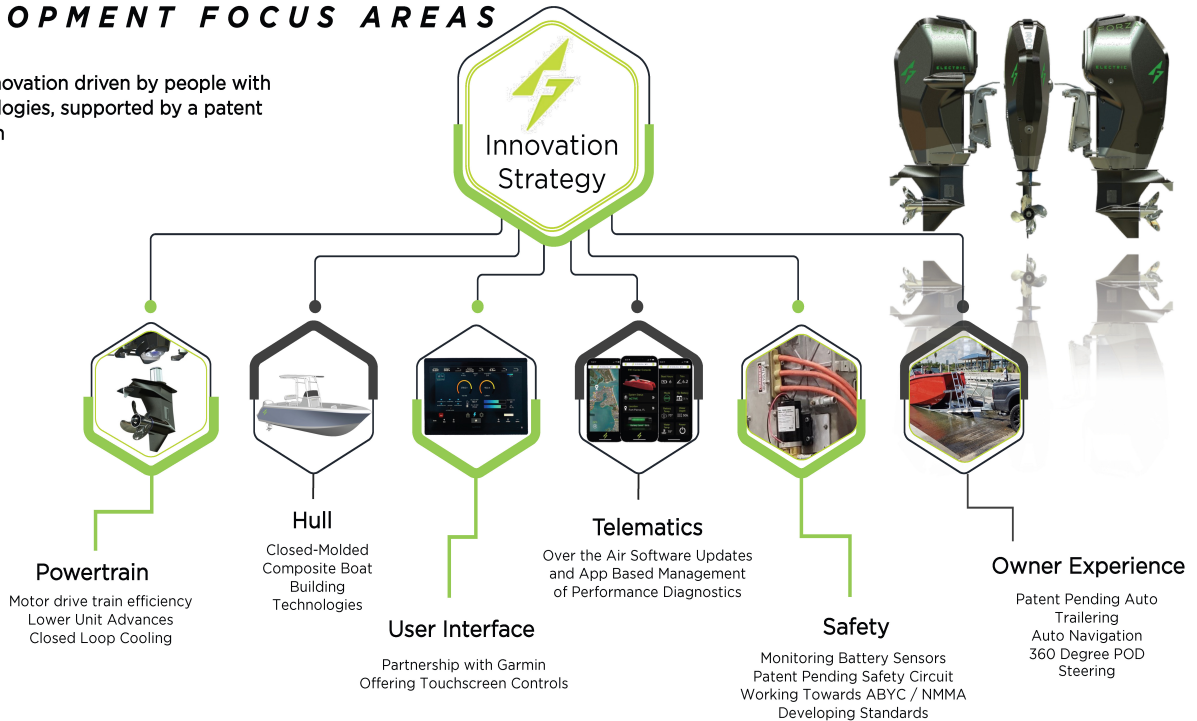 OPMENT FOCUS AREAS
novation driven by people with
logies, supported by a patent
Innovation
Strategy
ELECTRIC
ELECTRIC
Powertrain
Motor drive train efficiency
Lower Unit Advances
Closed Loop Cooling
Hull
Closed-Molded
Composite Boat
Building
Technologies
User Interface
Partnership with Garmin
Offering Touchscreen Controls
Telematics
Over the Air Software Updates
and App Based Management
of Performance Diagnostics
Safety
Monitoring Battery Sensors
Patent Pending Safety Circuit
Working Towards ABYC / NMMA
Developing Standards
Owner Experience
Patent Pending Auto
Trailering
Auto Navigation
360 Degree POD
Steering